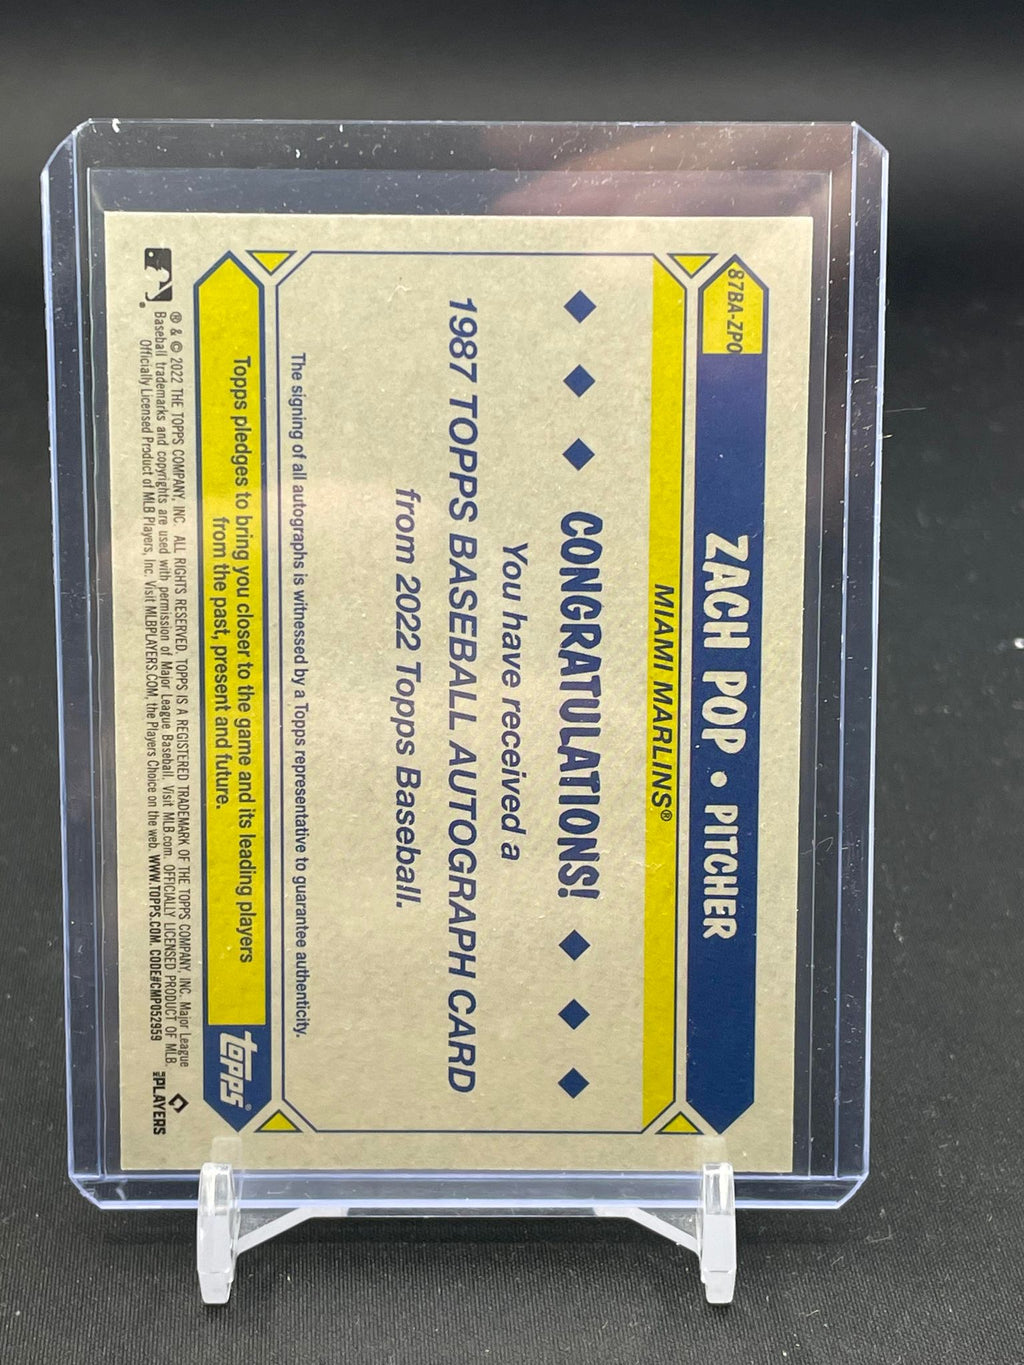 87BA-ZPO
ZACH POP • PITCHER
MIAMI MARLINS®
CONGRATULATIONS!
You have received a
1987 TOPPS BASEBALL AUTOGRAPH CARD
from 2022 Topps Baseball.
The signing of all autographs is witnessed by a Topps representative to guarantee authenticity.
Topps pledges to bring you closer to the game and its leading players
from the past, present and future.
topps®
® & © 2022 THE TOPPS COMPANY, INC. ALL RIGHTS RESERVED. TOPPS IS A REGISTERED TRADEMARK OF THE TOPPS COMPANY, INC. Major League
Baseball trademarks and copyrights are used with permission of Major League Baseball. Visit MLB.com. OFFICIALLY LICENSED PRODUCT OF MLB
Officially Licensed Product of MLB Players, Inc. Visit MLBPLAYERS.COM, the Players Choice on the web. WWW.TOPPS.COM. CODE#CMP052959
MLB PLAYERS